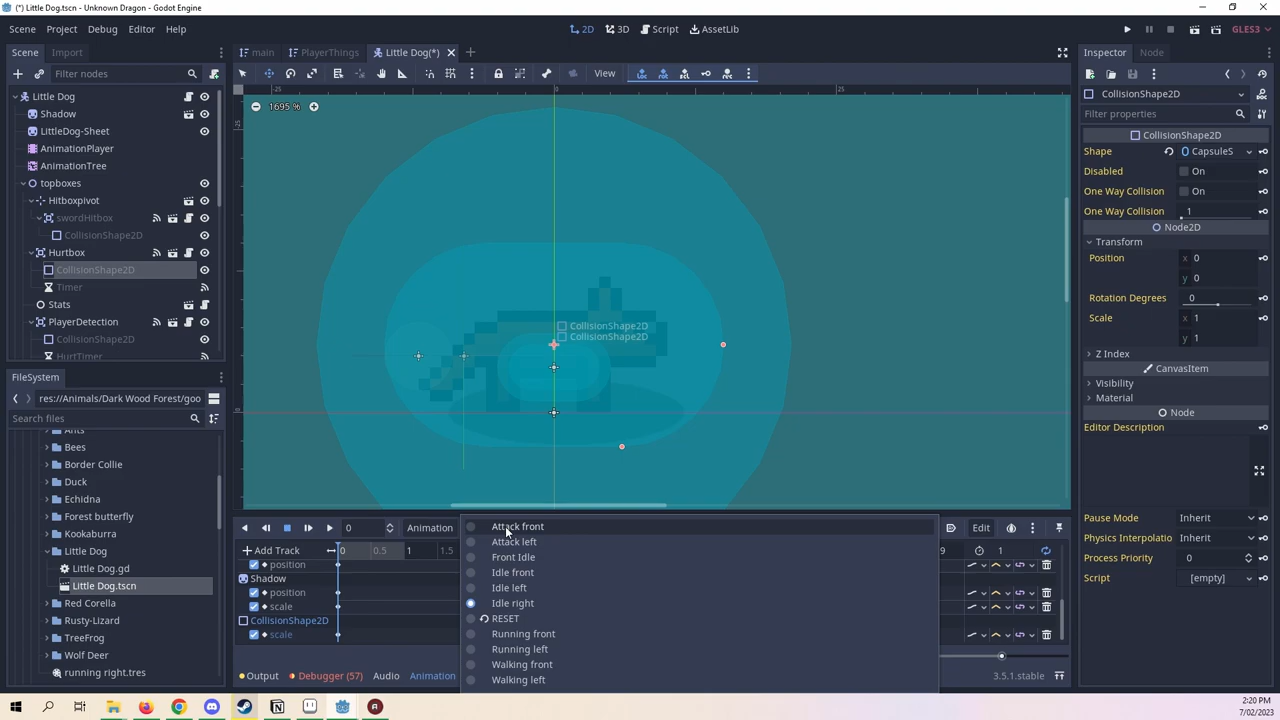 (*) Little Dog.tscn - Unknown Dragon - Godot Engine
Scene Project Debug Editor Help
2D 3D Script AssetLib
GLES3
Scene Import
main PlayerThings Little Dog(*)
Inspector Node
Filter nodes
View
Little Dog
Shadow
LittleDog-Sheet
AnimationPlayer
AnimationTree
topboxes
Hitboxpivot
swordHitbox
CollisionShape2D
Hurtbox
CollisionShape2D
Timer
Stats
PlayerDetection
CollisionShape2D
HurtTimer
-25 0 25
1695 %
CollisionShape2D
CollisionShape2D
CollisionShape2D
Filter properties
CollisionShape2D
Shape CapsuleS
Disabled On
One Way Collision On
One Way Collision 1
Node2D
Transform
Position x 0
y 0
Rotation Degrees 0
Scale x 1
y 1
Z Index
CanvasItem
Visibility
Material
Node
Editor Description
Pause Mode Inherit
Physics Interpolatio Inherit
Process Priority 0
Script [empty]
FileSystem
res://Animals/Dark Wood Forest/goo
Search files
Ants
Bees
Border Collie
Duck
Echidna
Forest butterfly
Kookaburra
Little Dog
Little Dog.gd
Little Dog.tscn
Red Corella
Rusty-Lizard
TreeFrog
Wolf Deer
running right.tres
0 Animation
Edit
Add Track 0 0.5 1 1.5
9 1
position
Shadow
position
scale
CollisionShape2D
scale
Attack front
Attack left
Front Idle
Idle front
Idle left
Idle right
RESET
Running front
Running left
Walking front
Walking left
Output Debugger (57) Audio Animation
3.5.1.stable
2:20 PM
7/02/2023